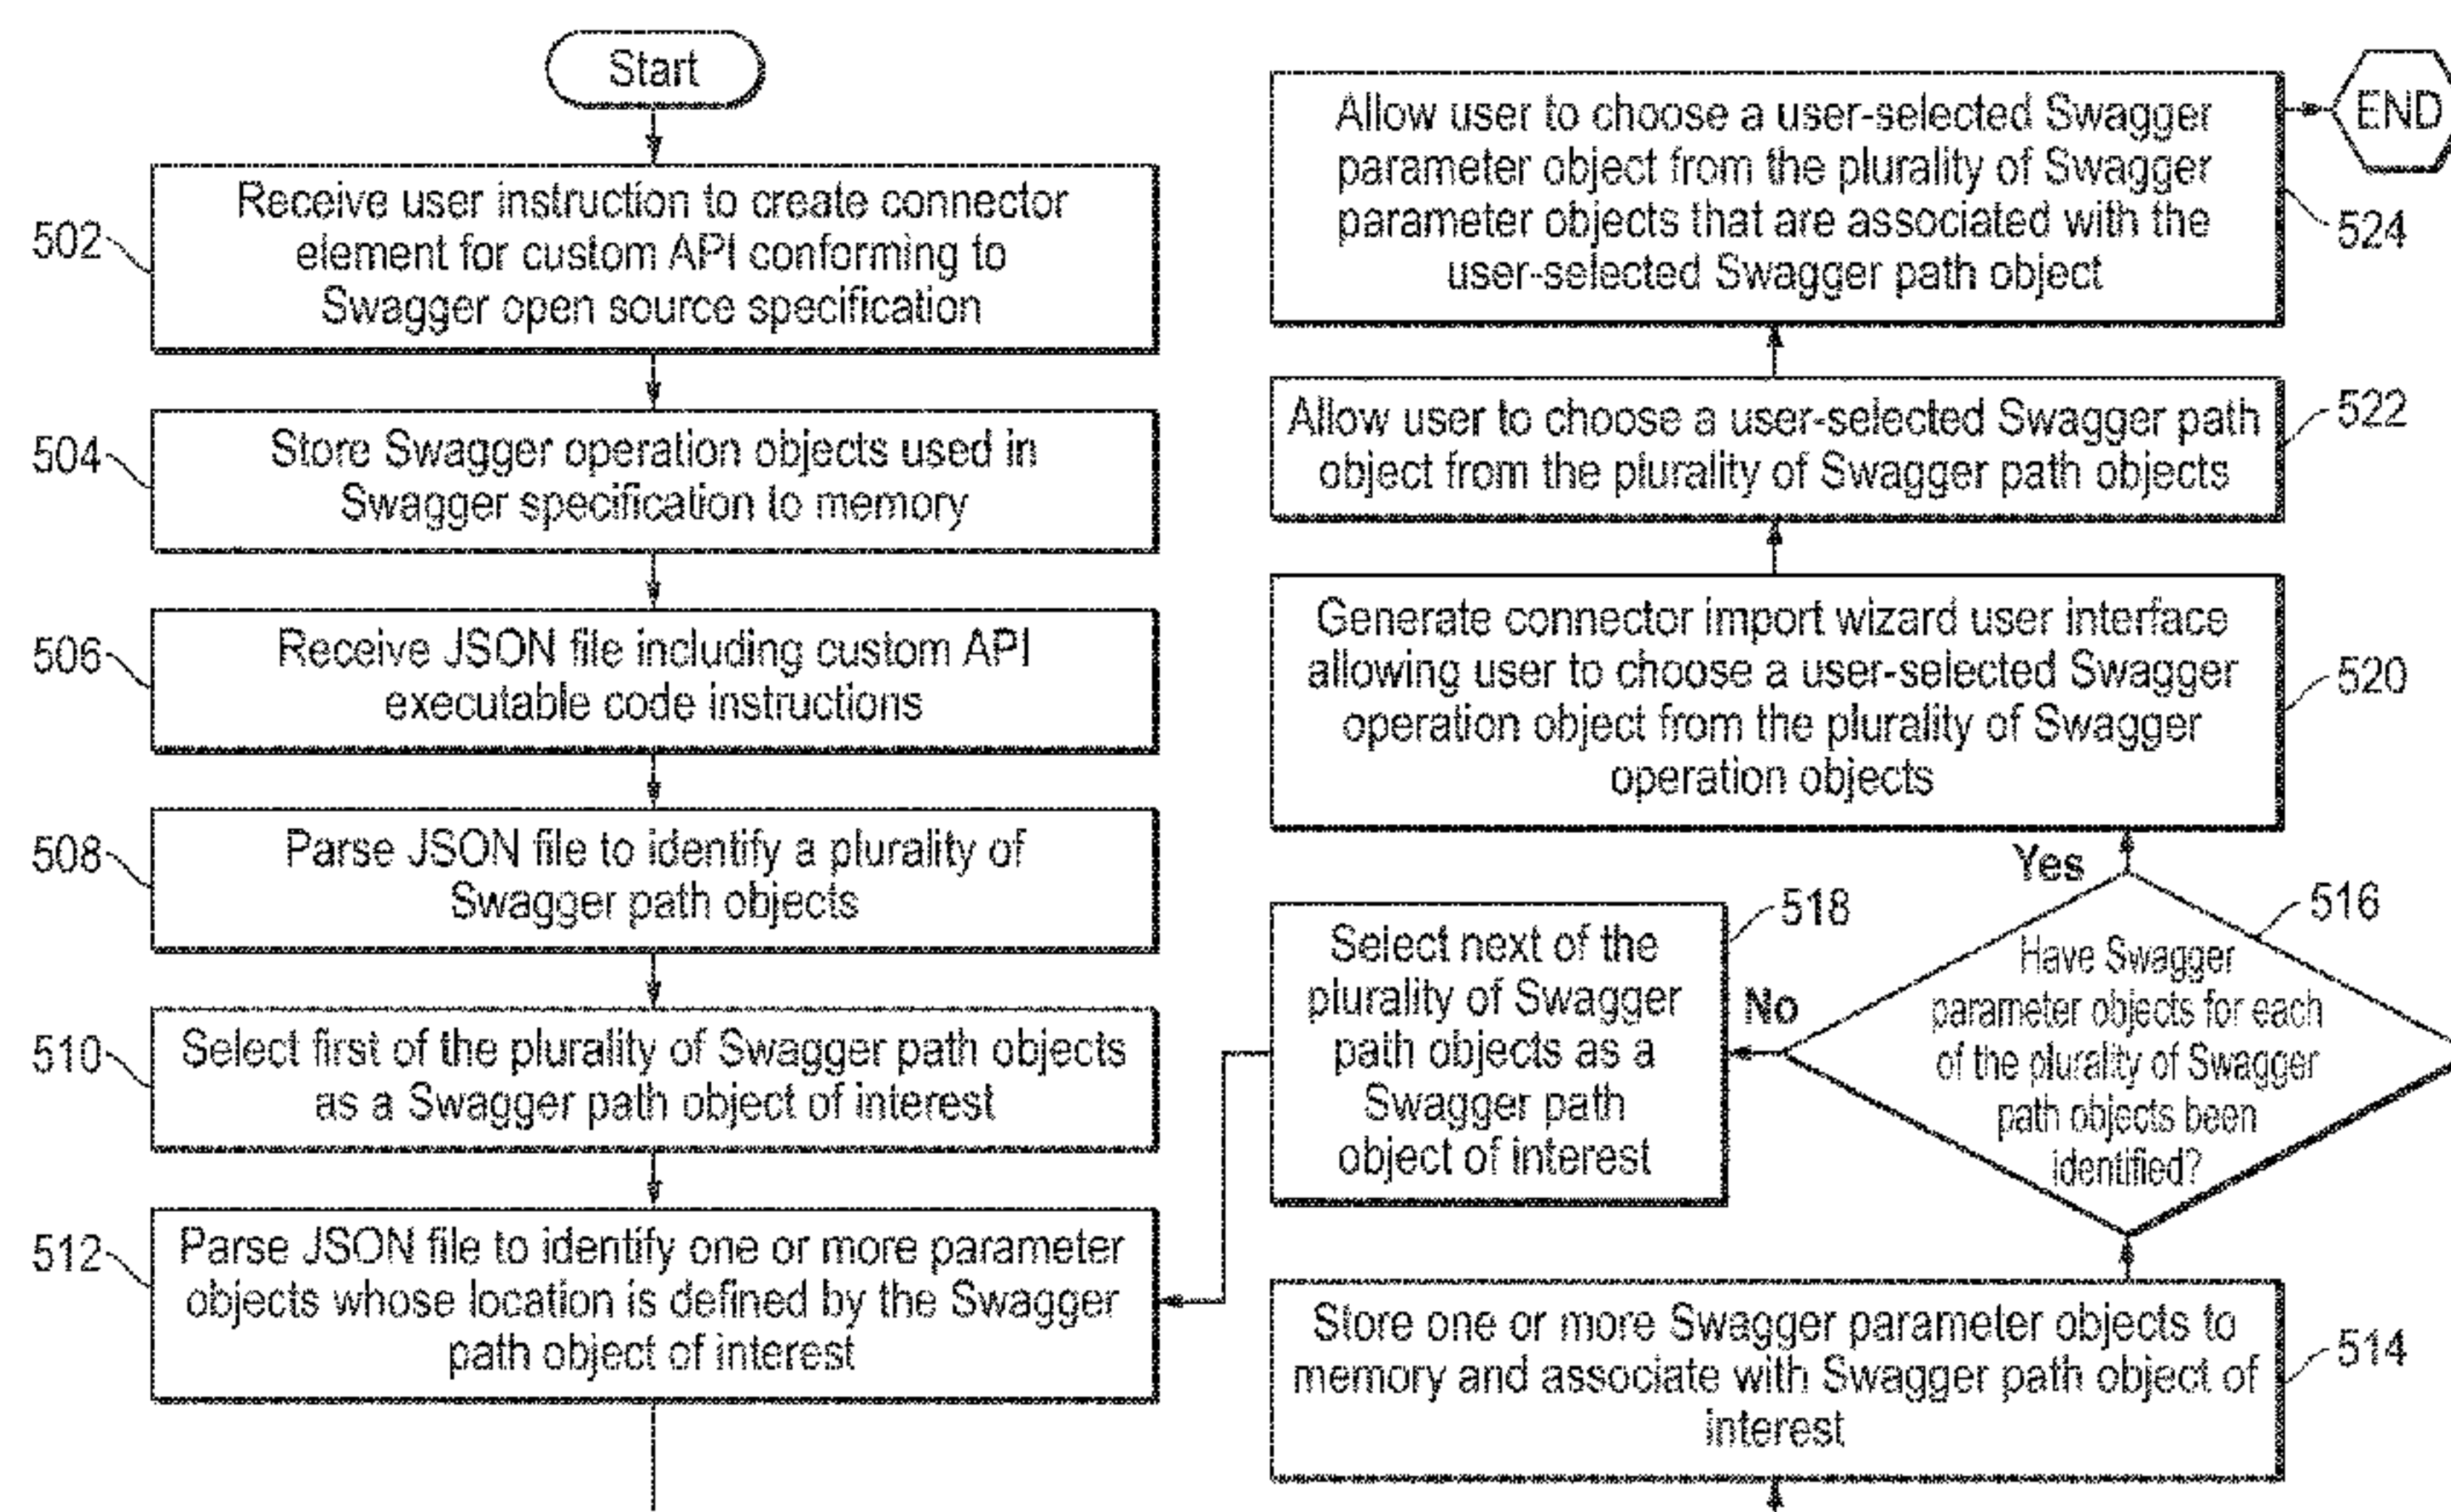 Start
502
Receive user instruction to create connector
element for custom API conforming to
Swagger open source specification
504
Store Swagger operation objects used in
Swagger specification to memory
506
Receive JSON file including custom API
executable code instructions
508
Parse JSON file to identify a plurality of
Swagger path objects
510
Select first of the plurality of Swagger path objects
as a Swagger path object of interest
512
Parse JSON file to identify one or more parameter
objects whose location is defined by the Swagger
path object of interest
514
Store one or more Swagger parameter objects to
memory and associate with Swagger path object of
interest
516
Have Swagger
parameter objects for each
of the plurality of Swagger
path objects been
identified?
No
518
Select next of the
plurality of Swagger
path objects as a
Swagger path
object of interest
Yes
520
Generate connector import wizard user interface
allowing user to choose a user-selected Swagger
operation object from the plurality of Swagger
operation objects
522
Allow user to choose a user-selected Swagger path
object from the plurality of Swagger path objects
524
Allow user to choose a user-selected Swagger
parameter object from the plurality of Swagger
parameter objects that are associated with the
user-selected Swagger path object
END